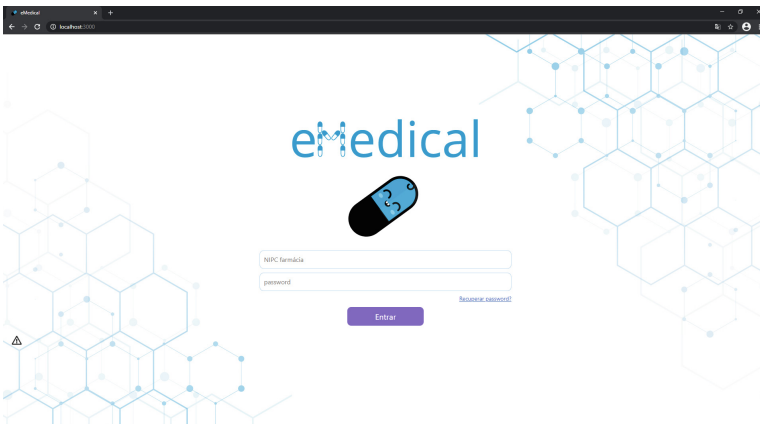 eMedical
localhost:3000
eMedical
NIPC farmácia
password
Recuperar password?
Entrar